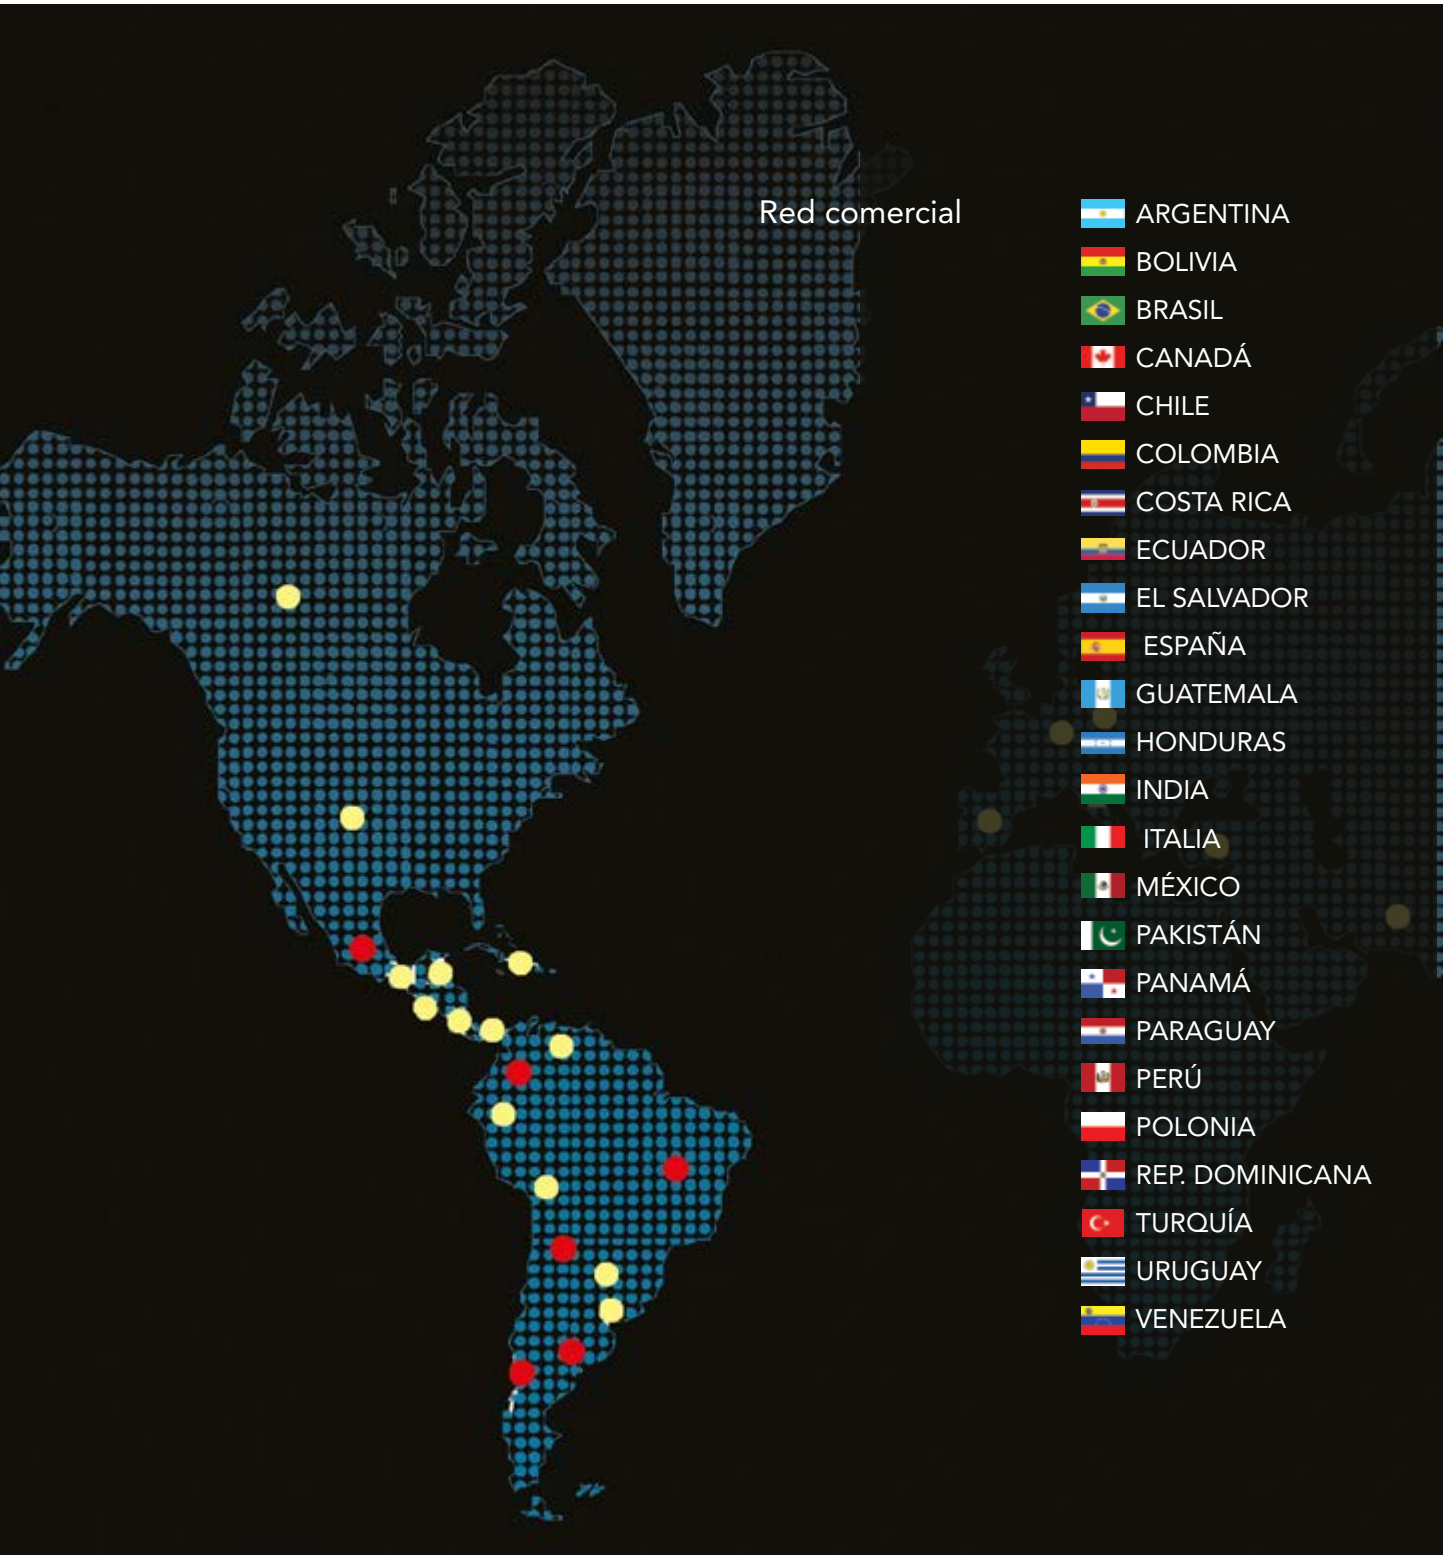 Red comercial
ARGENTINA
BOLIVIA
BRASIL
CANADÁ
CHILE
COLOMBIA
COSTA RICA
ECUADOR
EL SALVADOR
ESPAÑA
GUATEMALA
HONDURAS
INDIA
ITALIA
MÉXICO
PAKISTÁN
PANAMÁ
PARAGUAY
PERÚ
POLONIA
REP. DOMINICANA
TURQUÍA
URUGUAY
VENEZUELA